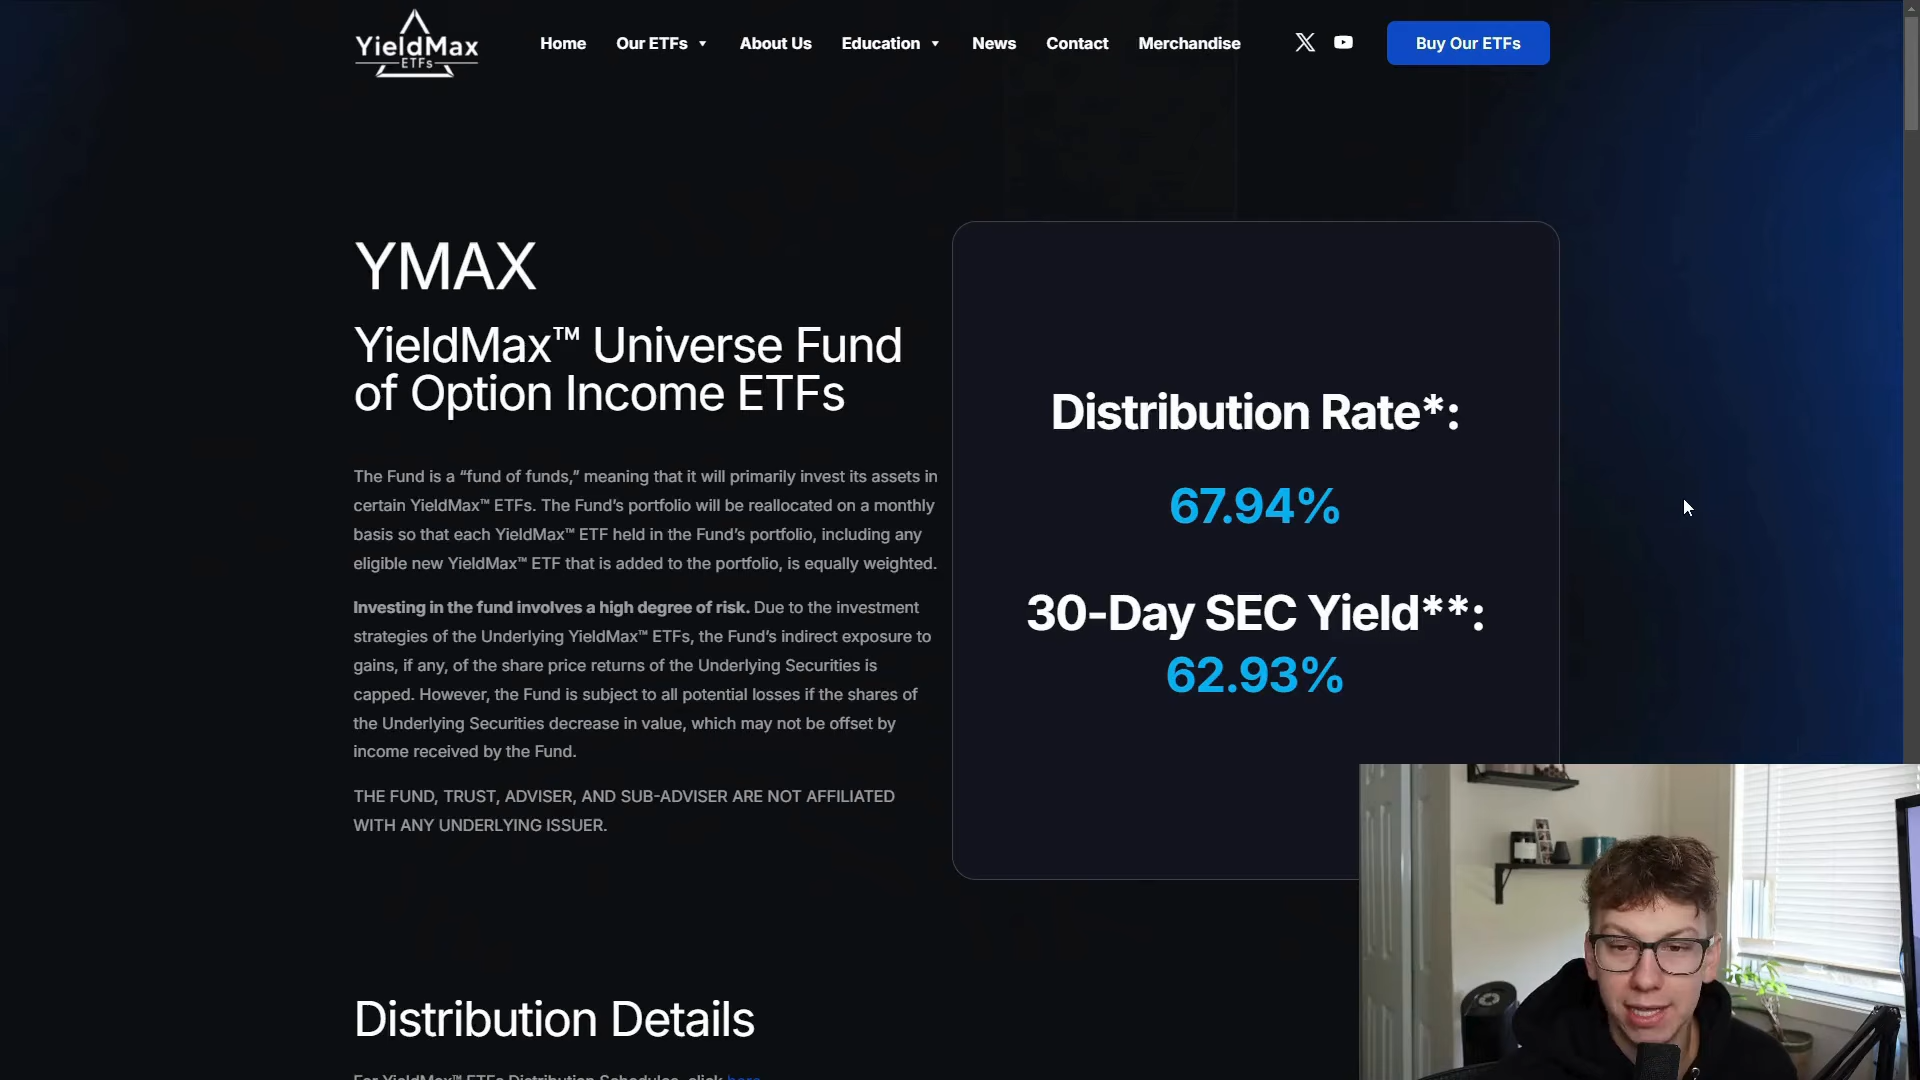 YieldMax
ETFs
Home
Our ETFs
About Us
Education
News
Contact
Merchandise
Buy Our ETFs
YMAX
YieldMax™ Universe Fund
of Option Income ETFs
The Fund is a “fund of funds,” meaning that it will primarily invest its assets in
certain YieldMax™ ETFs. The Fund’s portfolio will be reallocated on a monthly
basis so that each YieldMax™ ETF held in the Fund’s portfolio, including any
eligible new YieldMax™ ETF that is added to the portfolio, is equally weighted.
Investing in the fund involves a high degree of risk. Due to the investment
strategies of the Underlying YieldMax™ ETFs, the Fund’s indirect exposure to
gains, if any, of the share price returns of the Underlying Securities is
capped. However, the Fund is subject to all potential losses if the shares of
the Underlying Securities decrease in value, which may not be offset by
income received by the Fund.
THE FUND, TRUST, ADVISER, AND SUB-ADVISER ARE NOT AFFILIATED
WITH ANY UNDERLYING ISSUER.
Distribution Rate*:
67.94%
30-Day SEC Yield**:
62.93%
Distribution Details
For YieldMax™ ETFs Distribution Schedules, click here